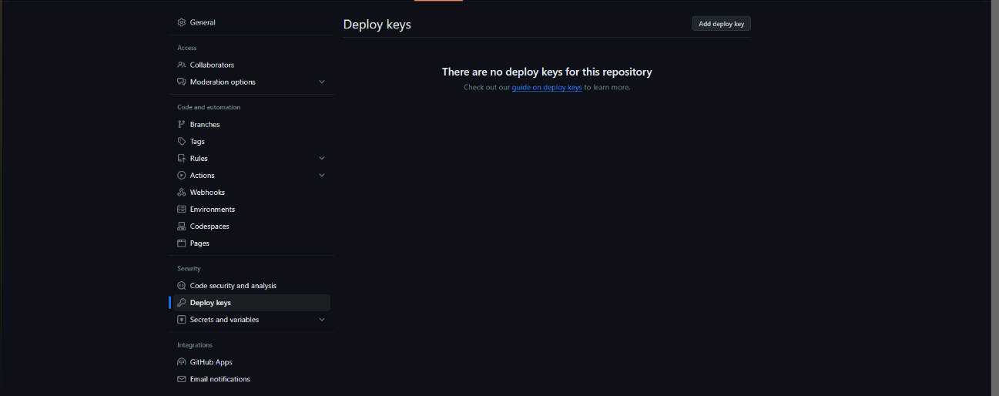 General
Access
Collaborators
Moderation options
Code and automation
Branches
Tags
Rules
Actions
Webhooks
Environments
Codespaces
Pages
Security
Code security and analysis
Deploy keys
Secrets and variables
Integrations
GitHub Apps
Email notifications
Deploy keys
Add deploy key
There are no deploy keys for this repository
Check out our guide on deploy keys to learn more.